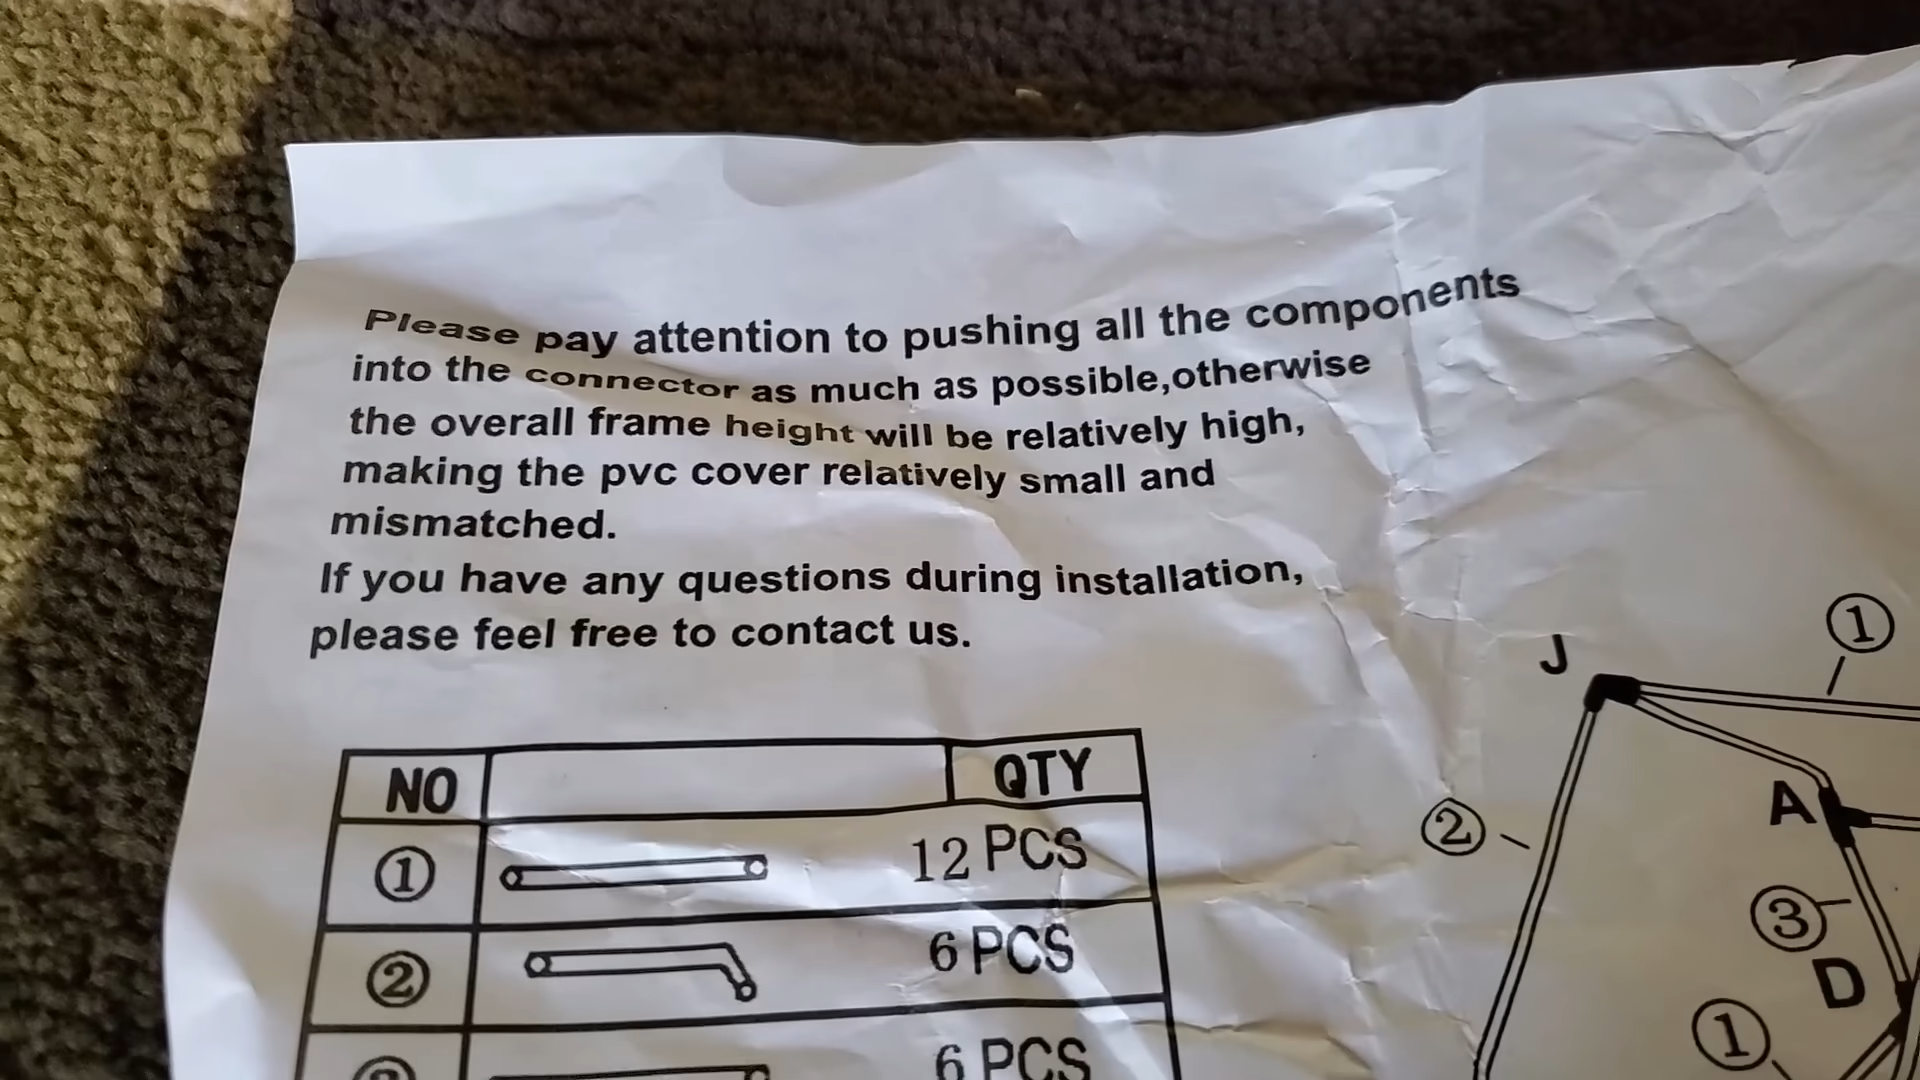 Please pay attention to pushing all the components
into the connector as much as possible,otherwise
the overall frame height will be relatively high,
making the pvc cover relatively small and
mismatched.
If you have any questions during installation,
please feel free to contact us.
NO QTY
① 12 PCS
② 6 PCS
6 PCS
①
J
②
A
③
D
①